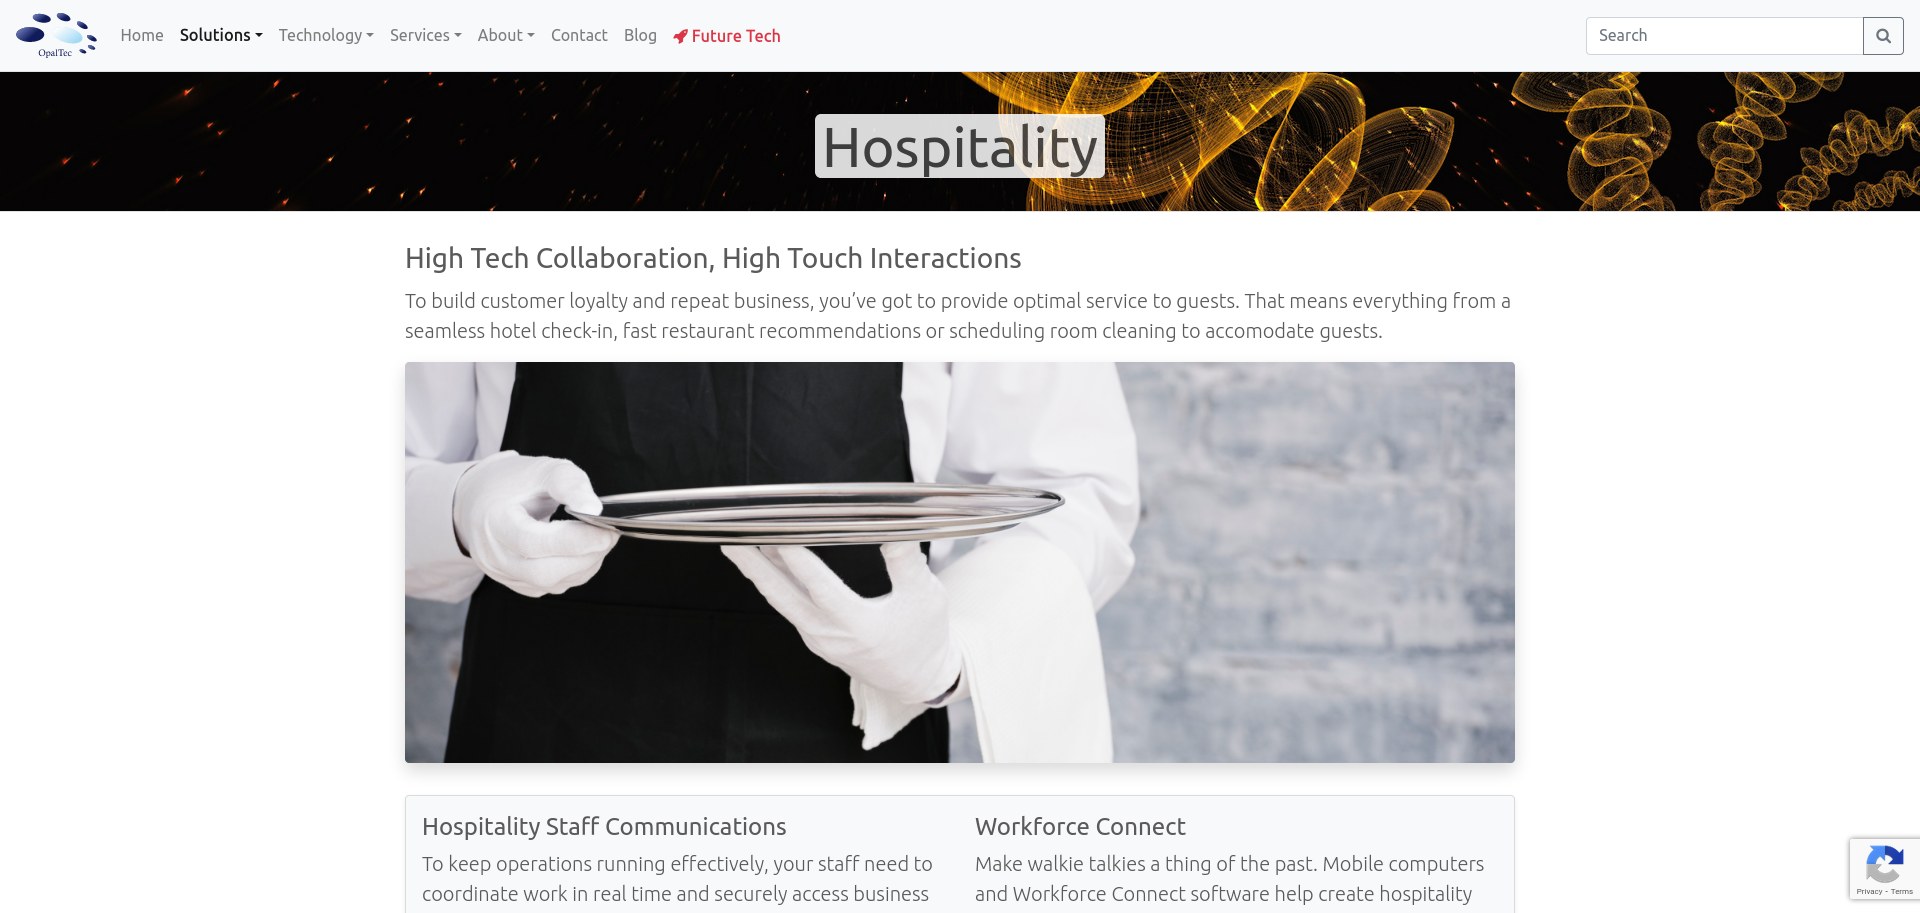 OpalTec
Home Solutions Technology Services About Contact Blog Future Tech Search
Hospitality
High Tech Collaboration, High Touch Interactions
To build customer loyalty and repeat business, you’ve got to provide optimal service to guests. That means everything from a
seamless hotel check-in, fast restaurant recommendations or scheduling room cleaning to accomodate guests.
Hospitality Staff Communications
To keep operations running effectively, your staff need to
coordinate work in real time and securely access business
Workforce Connect
Make walkie talkies a thing of the past. Mobile computers
and Workforce Connect software help create hospitality
Privacy - Terms